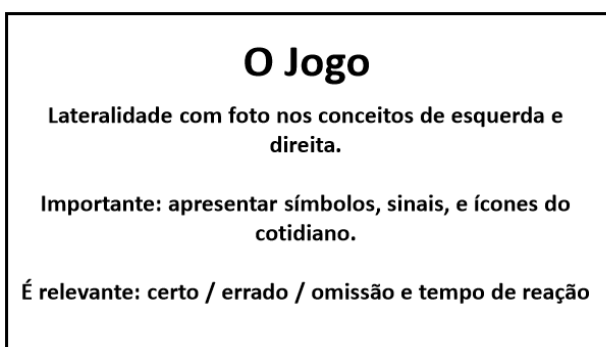 O Jogo
Lateralidade com foto nos conceitos de esquerda e
direita.
Importante: apresentar símbolos, sinais, e ícones do
cotidiano.
É relevante: certo / errado / omissão e tempo de reação